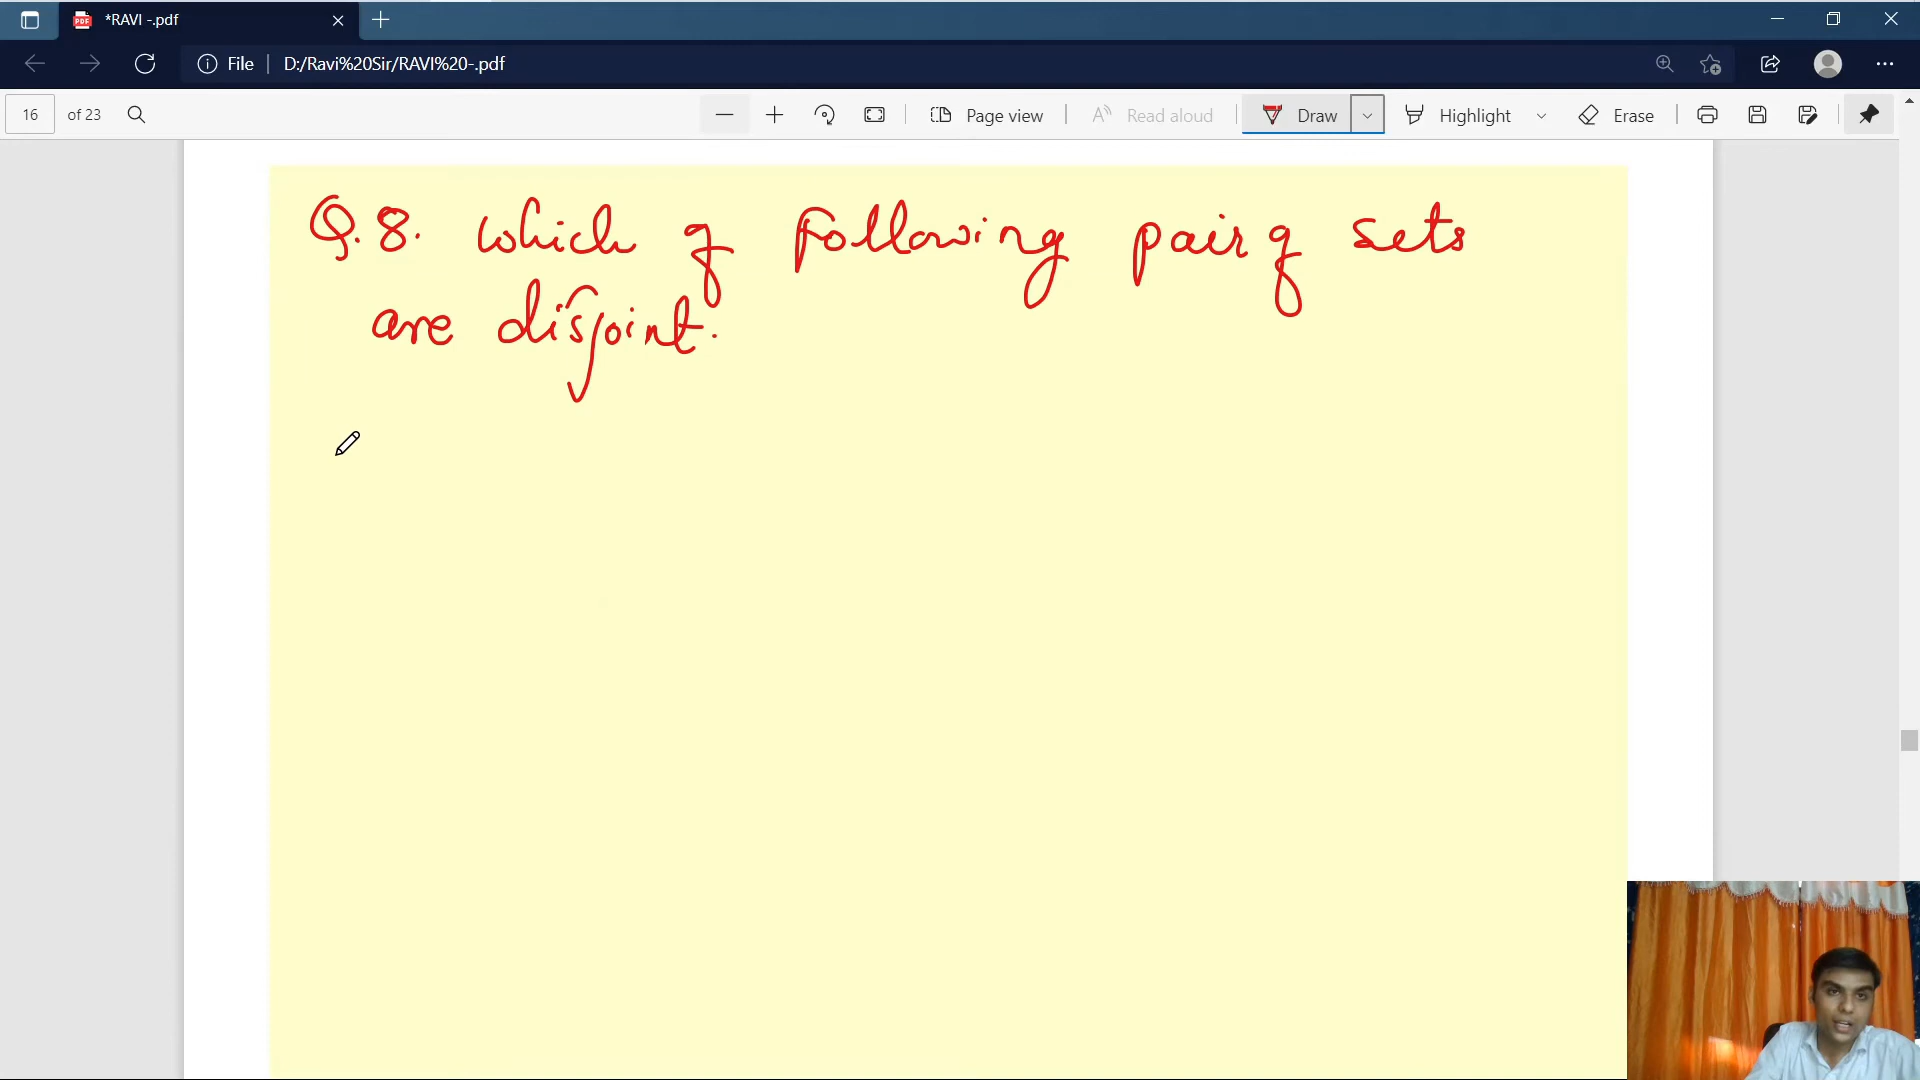 *RAVI -.pdf
File D:/Ravi%20Sir/RAVI%20-.pdf
16 of 23 Page view Read aloud Draw Highlight Erase
Q.8. Which of following pair of sets
are disjoint.